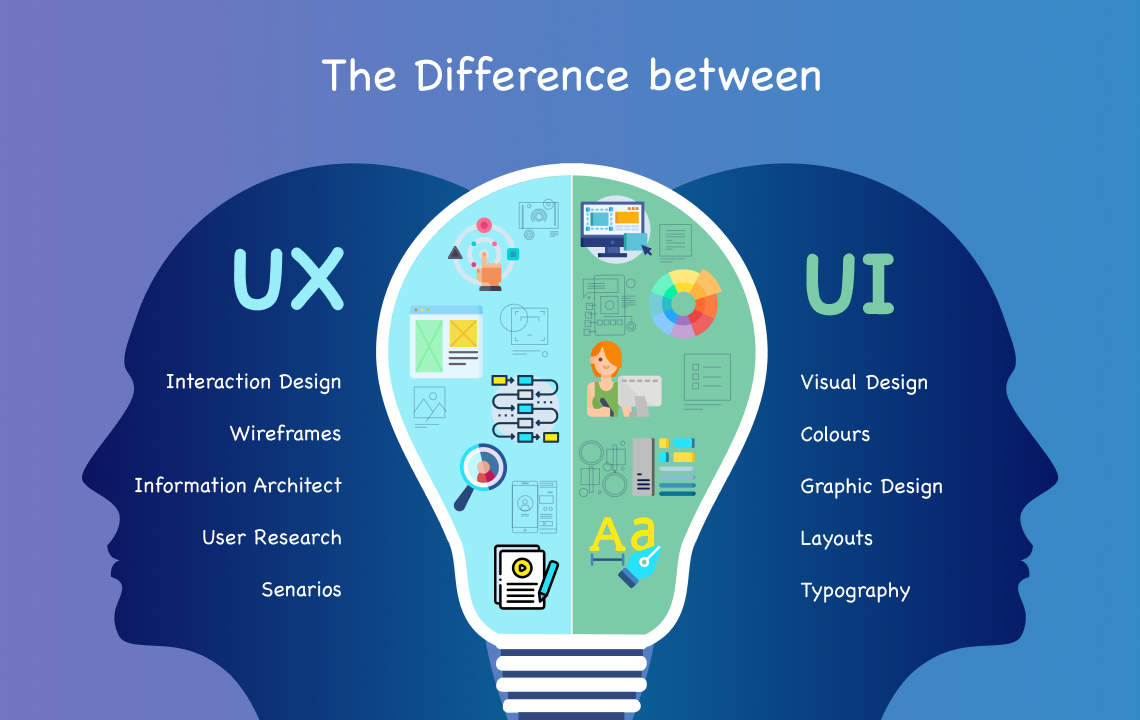 The Difference between
UX
Interaction Design
Wireframes
Information Architect
User Research
Senarios
Aa
UI
Visual Design
Colours
Graphic Design
Layouts
Typography